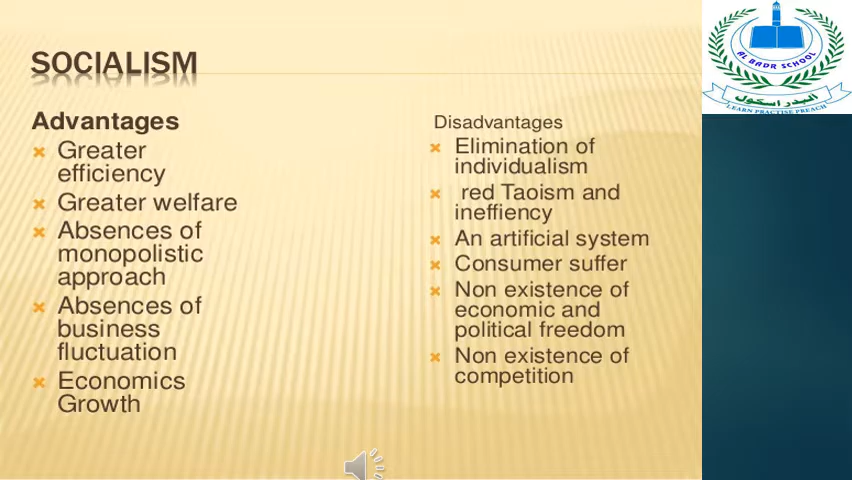 SOCIALISM
Advantages
Greater
efficiency
Greater welfare
Absences of
monopolistic
approach
Absences of
business
fluctuation
Economics
Growth
Disadvantages
Elimination of
individualism
red Taoism and
ineffiency
An artificial system
Consumer suffer
Non existence of
economic and
political freedom
Non existence of
competition
AL BADR SCHOOL
البدر اسكول
LEARN PRACTISE PREACH